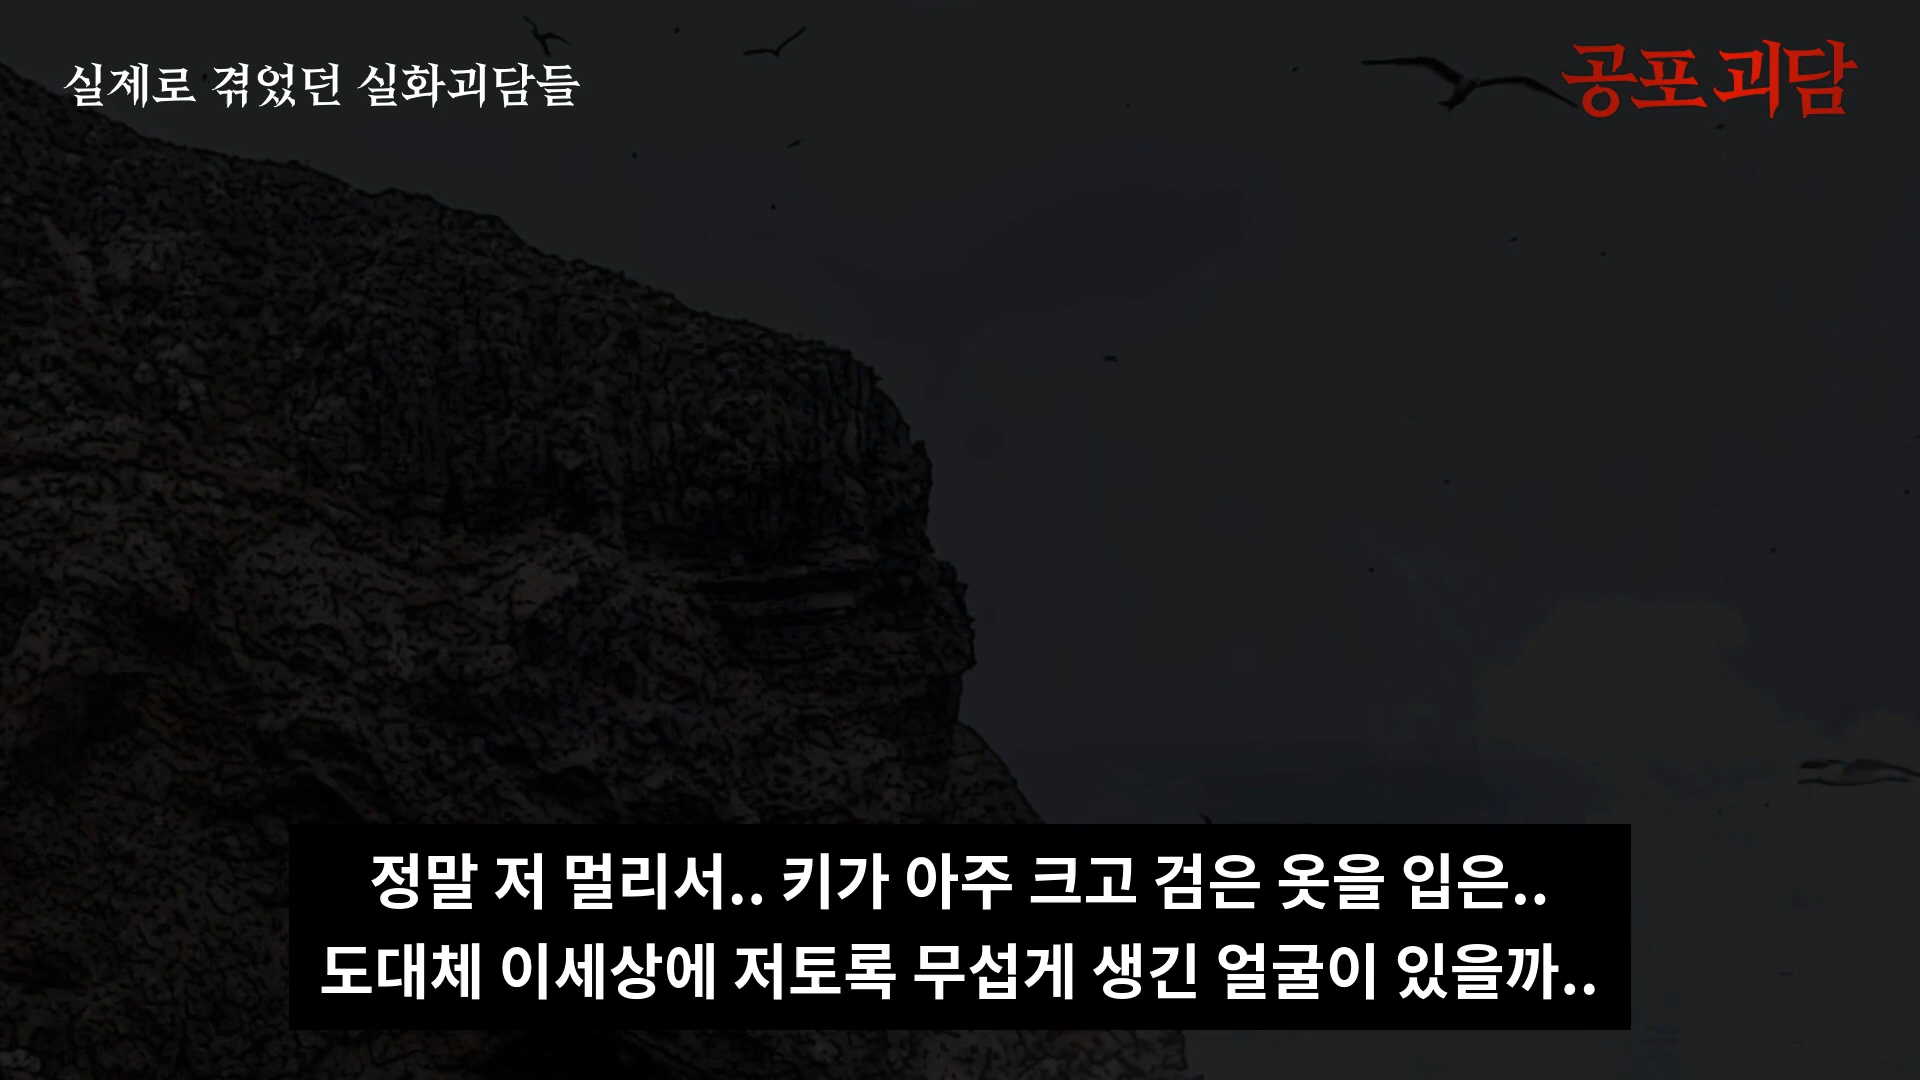 실제로 겪었던 실화괴담들
공포괴담
정말 저 멀리서.. 키가 아주 크고 검은 옷을 입은..
도대체 이세상에 저토록 무섭게 생긴 얼굴이 있을까..